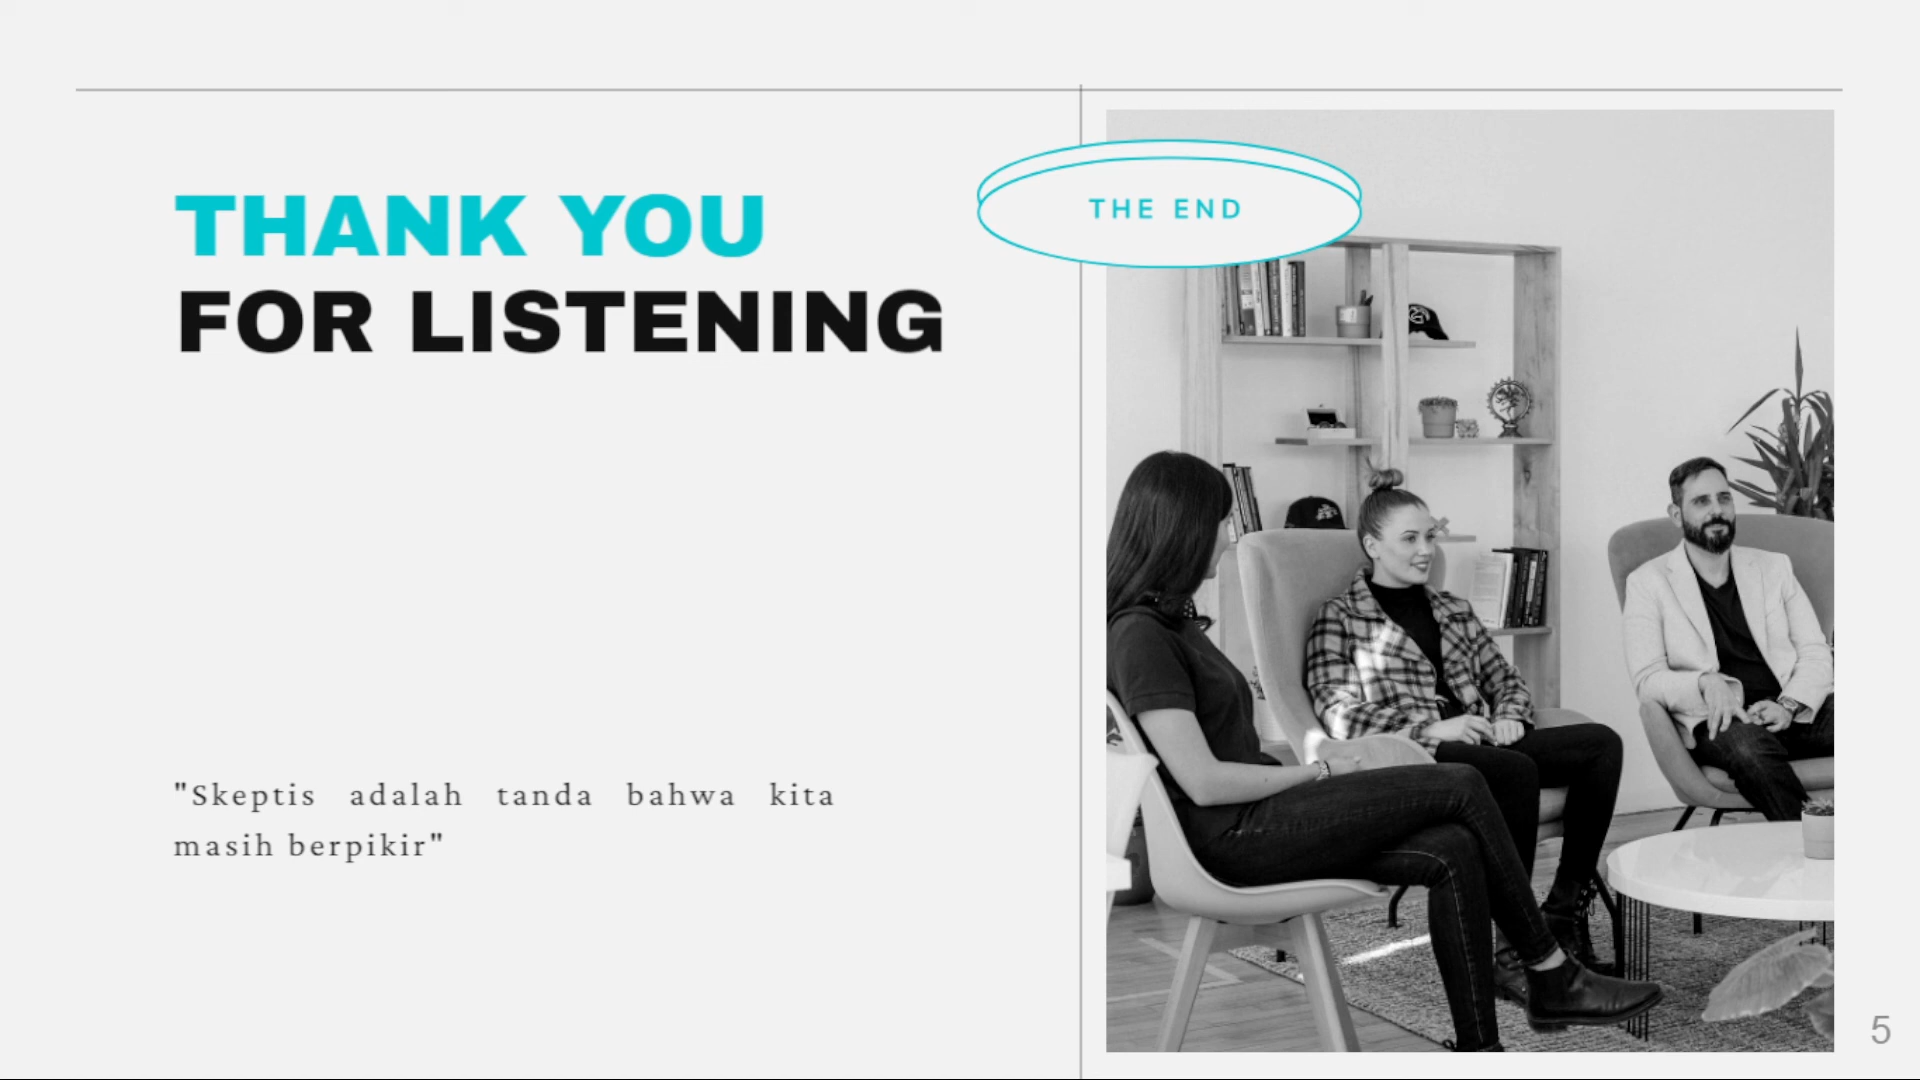 THANK YOU
FOR LISTENING
THE END
"Skeptis adalah tanda bahwa kita
masih berpikir"
5